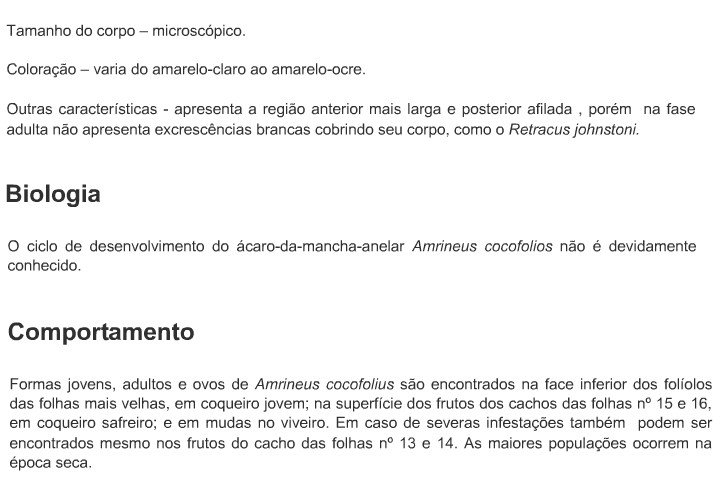 Tamanho do corpo – microscópico.
Coloração – varia do amarelo-claro ao amarelo-ocre.
Outras características - apresenta a região anterior mais larga e posterior afilada , porém  na fase
adulta não apresenta excrescências brancas cobrindo seu corpo, como o Retracus johnstoni.
Biologia
O ciclo de desenvolvimento do ácaro-da-mancha-anelar Amrineus cocofolios não é devidamente
conhecido.
Comportamento
Formas jovens, adultos e ovos de Amrineus cocofolius são encontrados na face inferior dos folíolos
das folhas mais velhas, em coqueiro jovem; na superfície dos frutos dos cachos das folhas nº 15 e 16,
em coqueiro safreiro; e em mudas no viveiro. Em caso de severas infestações também  podem ser
encontrados mesmo nos frutos do cacho das folhas nº 13 e 14. As maiores populações ocorrem na
época seca.